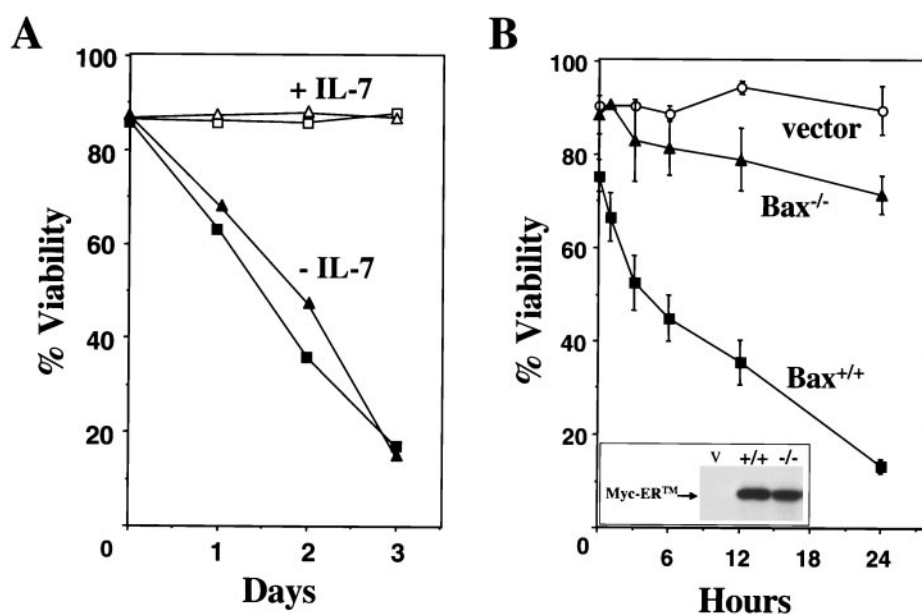 A
100
80
60
40
20
0
% Viability
+ IL-7
- IL-7
1 2 3
Days
B
100
80
60
40
20
0
% Viability
vector
Bax-/-
Bax+/+
V +/+ -/-
Myc-ER™
6 12 18 24
Hours